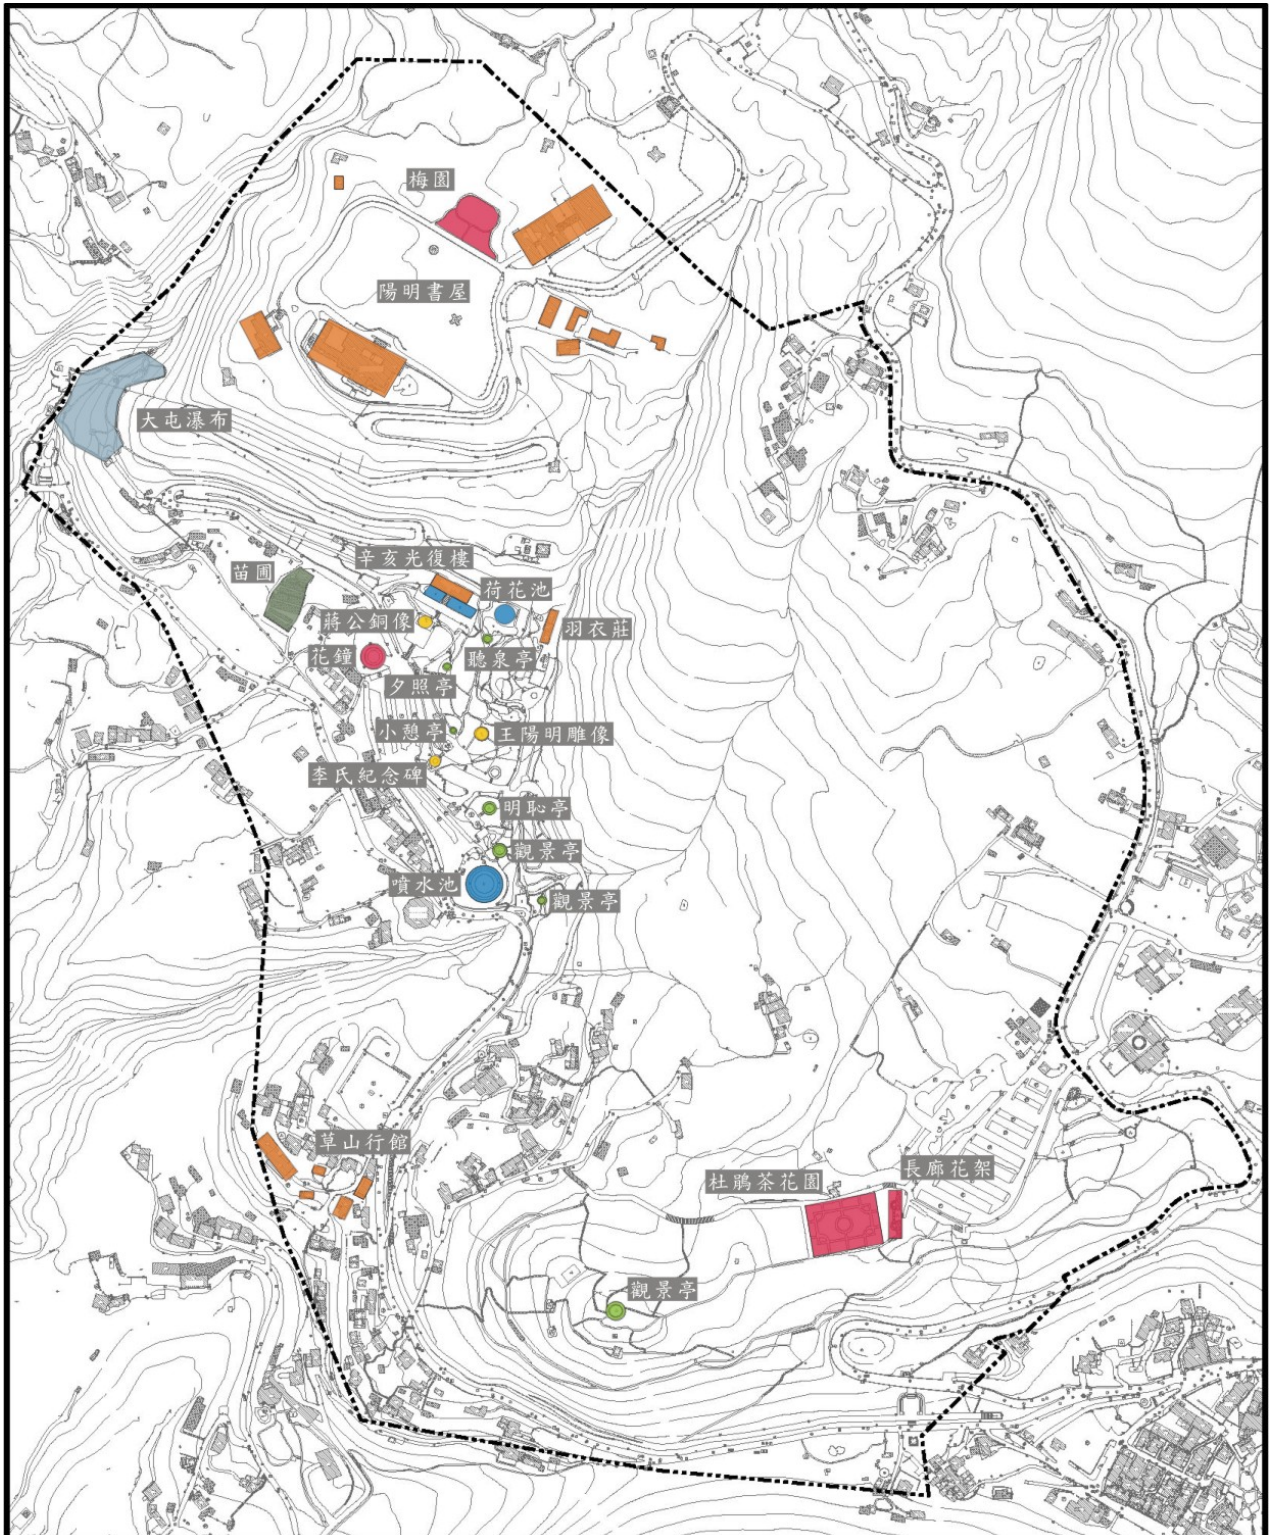 梅園
陽明書屋
大屯瀑布
辛亥光復樓
苗圃
荷花池
蔣公銅像
羽衣莊
花鐘
聽泉亭
夕照亭
小憩亭
王陽明雕像
李氏紀念碑
明恥亭
觀景亭
噴水池
觀景亭
草山行館
長廊花架
杜鵑茶花園
觀景亭